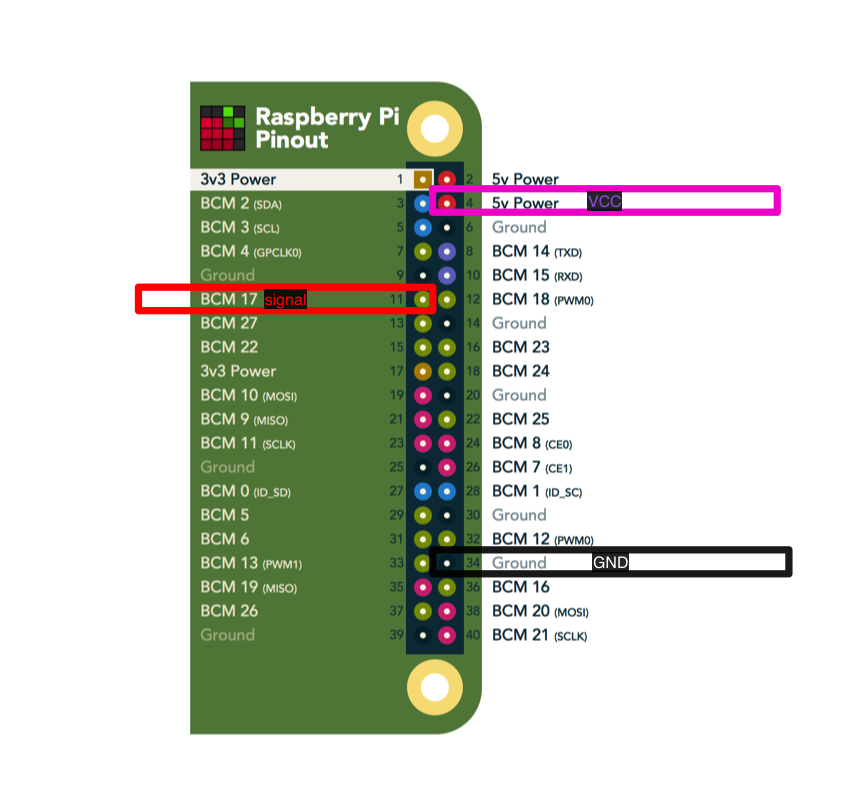 Raspberry Pi
Pinout
3v3 Power 1 2 5v Power
BCM 2 (SDA) 3 4 5v Power VCC
BCM 3 (SCL) 5 6 Ground
BCM 4 (GPCLK0) 7 8 BCM 14 (TXD)
Ground 9 10 BCM 15 (RXD)
BCM 17 signal 11 12 BCM 18 (PWM0)
BCM 27 13 14 Ground
BCM 22 15 16 BCM 23
3v3 Power 17 18 BCM 24
BCM 10 (MOSI) 19 20 Ground
BCM 9 (MISO) 21 22 BCM 25
BCM 11 (SCLK) 23 24 BCM 8 (CE0)
Ground 25 26 BCM 7 (CE1)
BCM 0 (ID_SD) 27 28 BCM 1 (ID_SC)
BCM 5 29 30 Ground
BCM 6 31 32 BCM 12 (PWM0)
BCM 13 (PWM1) 33 34 Ground GND
BCM 19 (MISO) 35 36 BCM 16
BCM 26 37 38 BCM 20 (MOSI)
Ground 39 40 BCM 21 (SCLK)